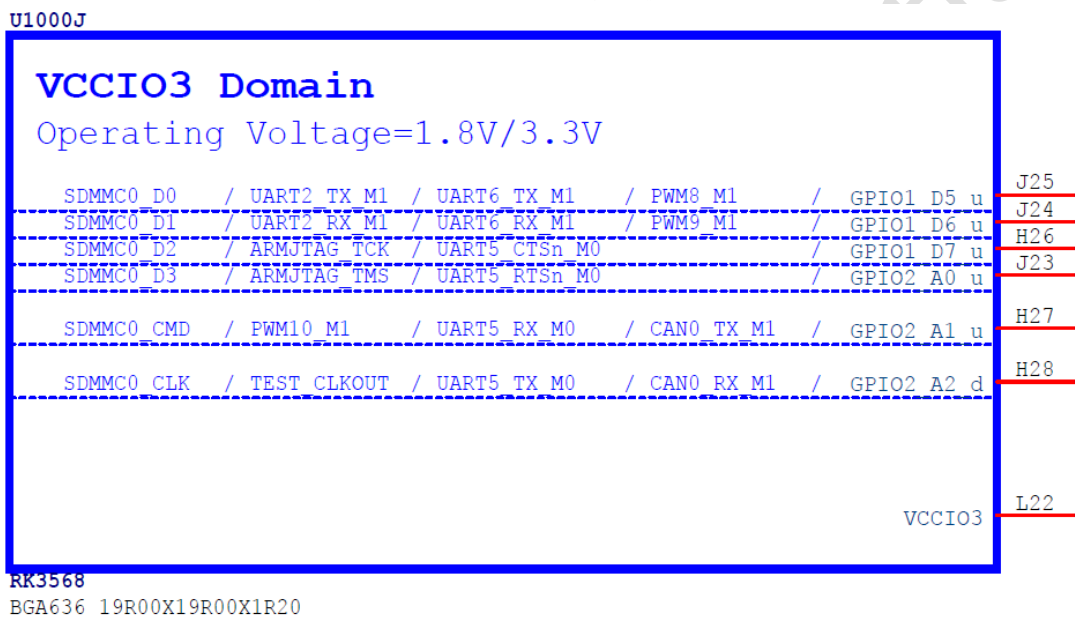 U1000J
VCCIO3 Domain
Operating Voltage=1.8V/3.3V
SDMMC0_D0 / UART2_TX_M1 / UART6_TX_M1 / PWM8_M1 / GPIO1_D5_u J25
SDMMC0_D1 / UART2_RX_M1 / UART6_RX_M1 / PWM9_M1 / GPIO1_D6_u J24
SDMMC0_D2 / ARMJTAG_TCK / UART5_CTSn_M0 / GPIO1_D7_u H26
SDMMC0_D3 / ARMJTAG_TMS / UART5_RTSn_M0 / GPIO2_A0_u J23
SDMMC0_CMD / PWM10_M1 / UART5_RX_M0 / CAN0_TX_M1 / GPIO2_A1_u H27
SDMMC0_CLK / TEST_CLKOUT / UART5_TX_M0 / CAN0_RX_M1 / GPIO2_A2_d H28
VCCIO3 L22
RK3568
BGA636_19R00X19R00X1R20